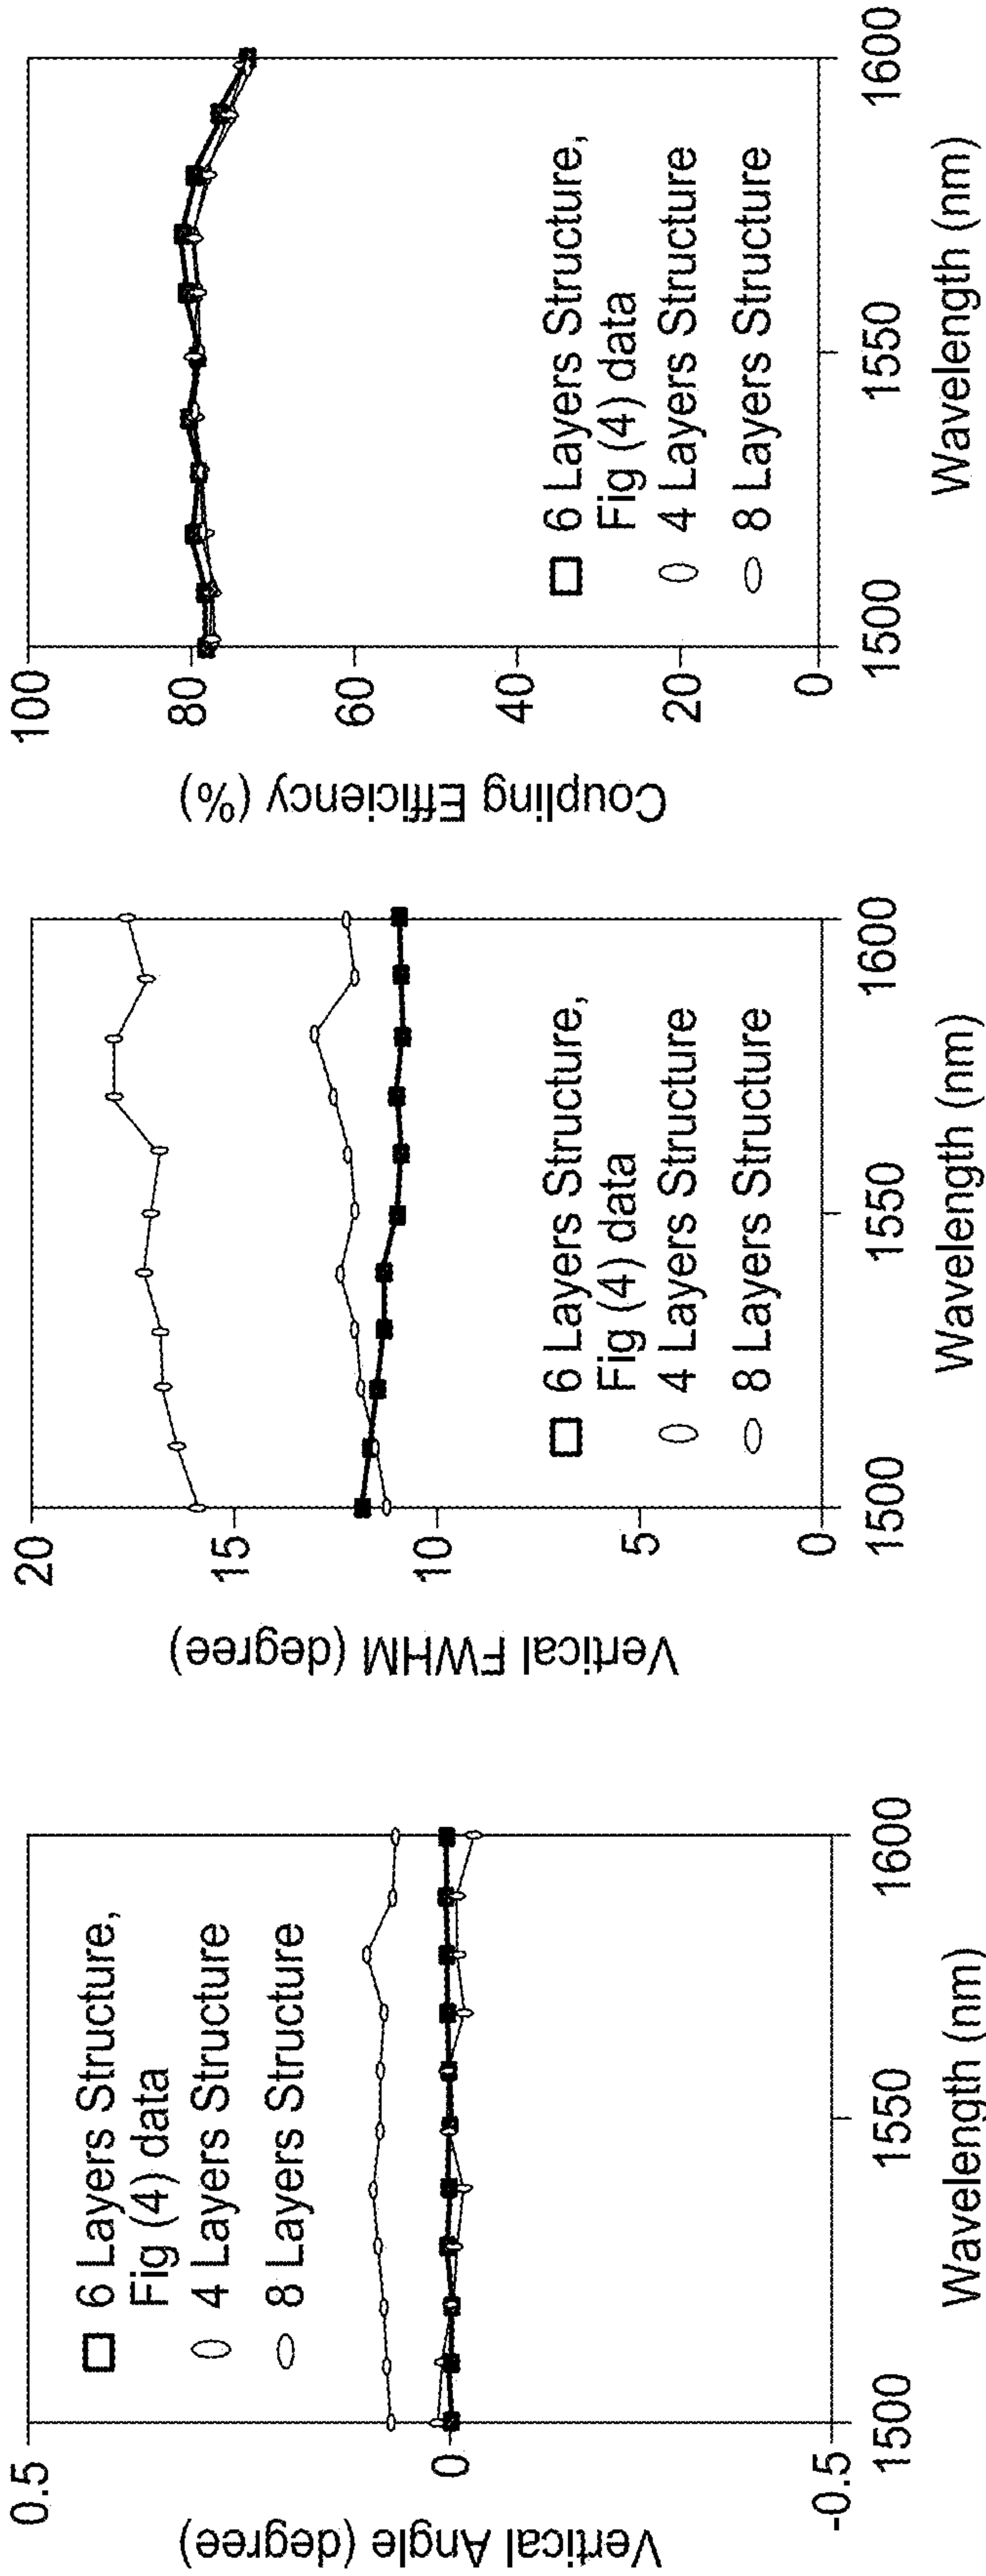 Vertical Angle (degree)
0.5
0
-0.5
6 Layers Structure,
Fig (4) data
4 Layers Structure
8 Layers Structure
1500
1550
1600
Wavelength (nm)
Vertical FWHM (degree)
20
15
10
5
0
6 Layers Structure,
Fig (4) data
4 Layers Structure
8 Layers Structure
1500
1550
1600
Wavelength (nm)
Coupling Efficiency (%)
100
80
60
40
20
0
6 Layers Structure,
Fig (4) data
4 Layers Structure
8 Layers Structure
1500
1550
1600
Wavelength (nm)